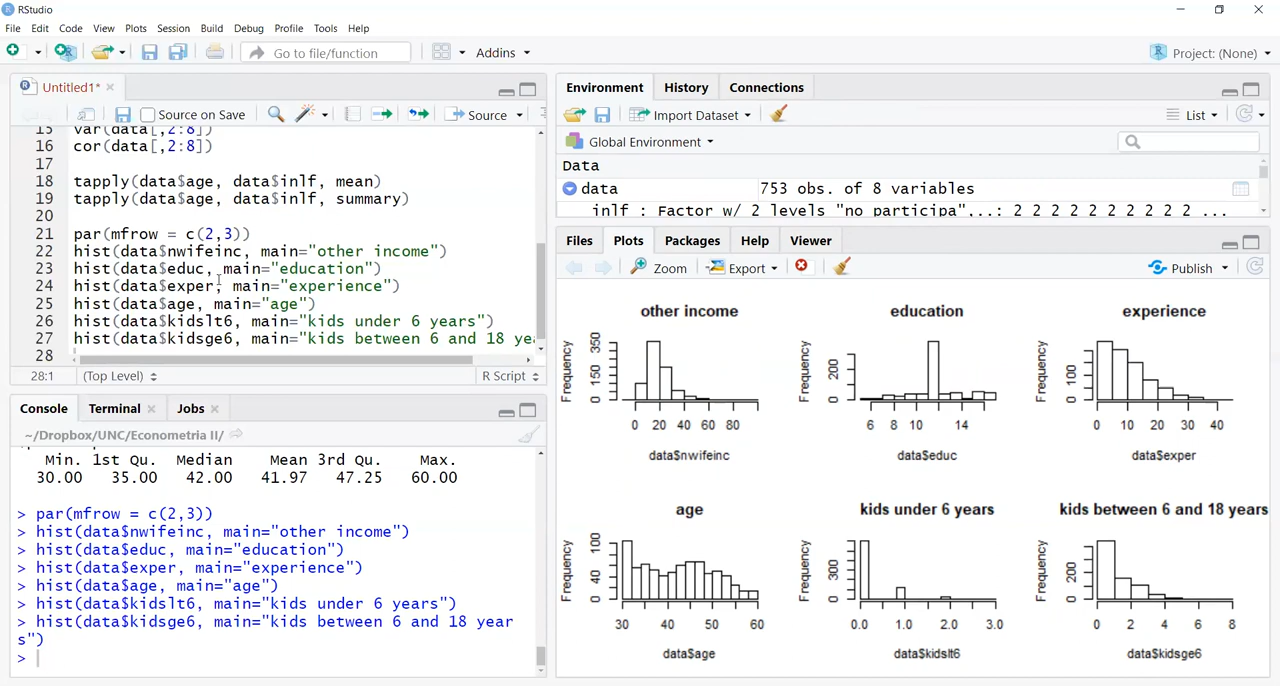 RStudio
File Edit Code View Plots Session Build Debug Profile Tools Help
Go to file/function Addins Project: (None)
Untitled1*
Source on Save Source
15 var(data[,2:8])
16 cor(data[,2:8])
17
18 tapply(data$age, data$inlf, mean)
19 tapply(data$age, data$inlf, summary)
20
21 par(mfrow = c(2,3))
22 hist(data$nwifeinc, main="other income")
23 hist(data$educ, main="education")
24 hist(data$exper, main="experience")
25 hist(data$age, main="age")
26 hist(data$kidslt6, main="kids under 6 years")
27 hist(data$kidsge6, main="kids between 6 and 18 yea
28
28:1 (Top Level) R Script
Console Terminal Jobs
~/Dropbox/UNC/Econometria II/
Min. 1st Qu. Median Mean 3rd Qu. Max.
30.00 35.00 42.00 41.97 47.25 60.00
> par(mfrow = c(2,3))
> hist(data$nwifeinc, main="other income")
> hist(data$educ, main="education")
> hist(data$exper, main="experience")
> hist(data$age, main="age")
> hist(data$kidslt6, main="kids under 6 years")
> hist(data$kidsge6, main="kids between 6 and 18 year
s")
>
Environment History Connections
Import Dataset List
Global Environment
Data
data 753 obs. of 8 variables
inlf : Factor w/ 2 levels "no participa",..: 2 2 2 2 2 2 2 2 2 2 ...
Files Plots Packages Help Viewer
Zoom Export Publish
other income education experience
Frequency 0 150 350
0 20 40 60 80
data$nwifeinc
Frequency 0 200
6 8 10 14
data$educ
Frequency 0 100
0 10 20 30 40
data$exper
age kids under 6 years kids between 6 and 18 years
Frequency 0 40 100
30 40 50 60
data$age
Frequency 0 300
0.0 1.0 2.0 3.0
data$kidslt6
Frequency 0 200
0 2 4 6 8
data$kidsge6